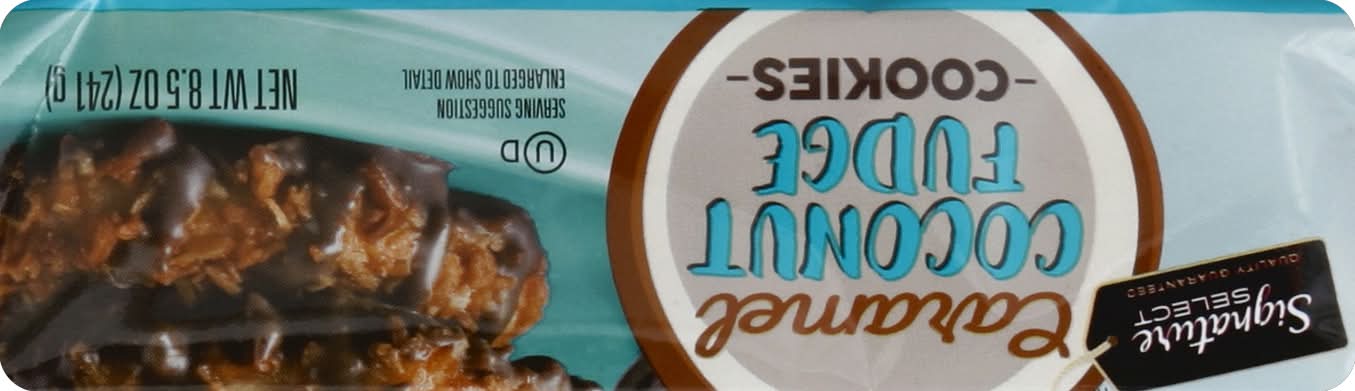 Signature
SELECT
QUALITY GUARANTEED
Caramel
COCONUT
FUDGE
-COOKIES-
U D
SERVING SUGGESTION
ENLARGED TO SHOW DETAIL
NET WT 8.5 OZ (241 g)